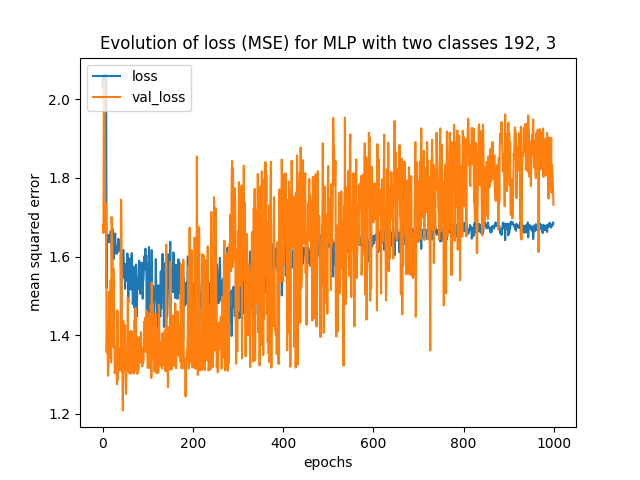 Evolution of loss (MSE) for MLP with two classes 192, 3
loss
val_loss
mean squared error
2.0
1.8
1.6
1.4
1.2
0
200
400
600
800
1000
epochs